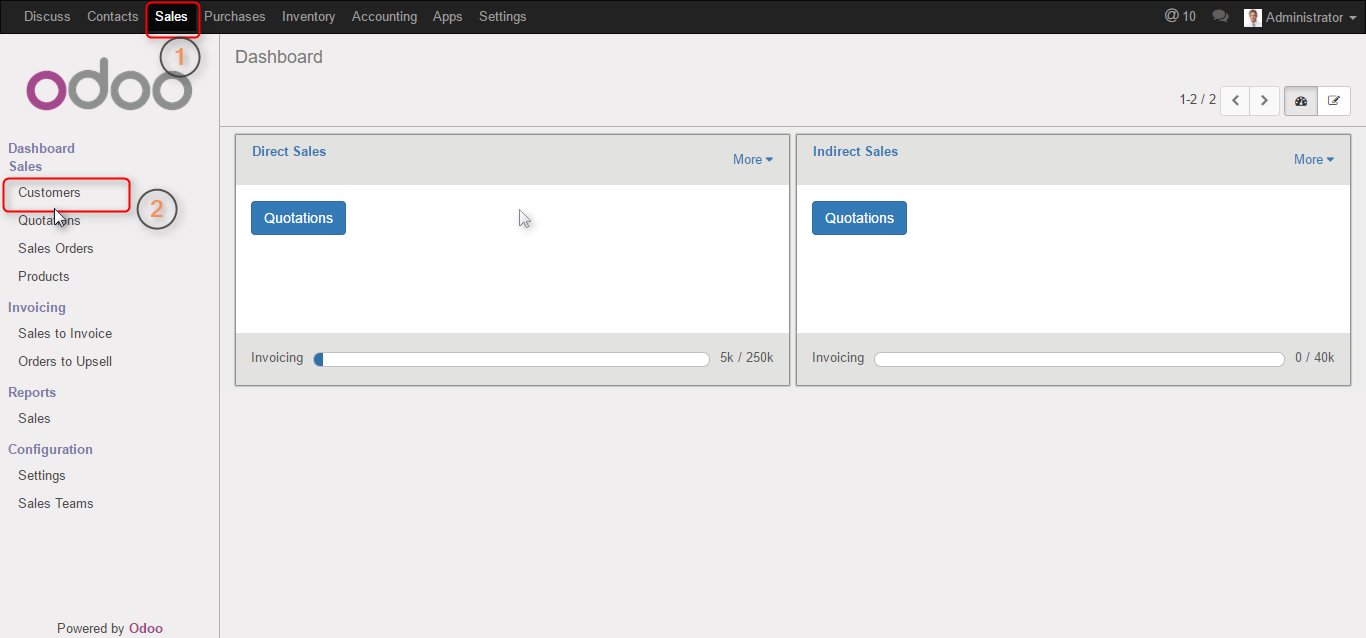 Discuss Contacts Sales Purchases Inventory Accounting Apps Settings @ 10 Administrator
1
odoo
Dashboard
1-2 / 2
Dashboard
Sales
Customers
2
Quotations
Sales Orders
Products
Invoicing
Sales to Invoice
Orders to Upsell
Reports
Sales
Configuration
Settings
Sales Teams
Powered by Odoo
Direct Sales
More
Quotations
Invoicing 5k / 250k
Indirect Sales
More
Quotations
Invoicing 0 / 40k